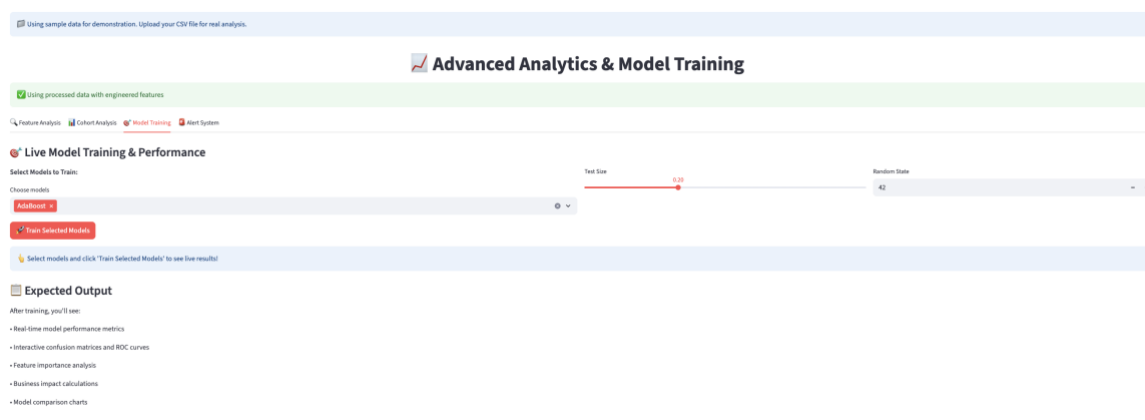 Using sample data for demonstration. Upload your CSV file for real analysis.
Advanced Analytics & Model Training
Using processed data with engineered features
Feature Analysis Cohort Analysis Model Training Alert System
Live Model Training & Performance
Select Models to Train:
Choose models
AdaBoost ×
Train Selected Models
Test Size
0.20
Random State
42
Select models and click 'Train Selected Models' to see live results!
Expected Output
After training, you'll see:
• Real-time model performance metrics
• Interactive confusion matrices and ROC curves
• Feature importance analysis
• Business impact calculations
• Model comparison charts